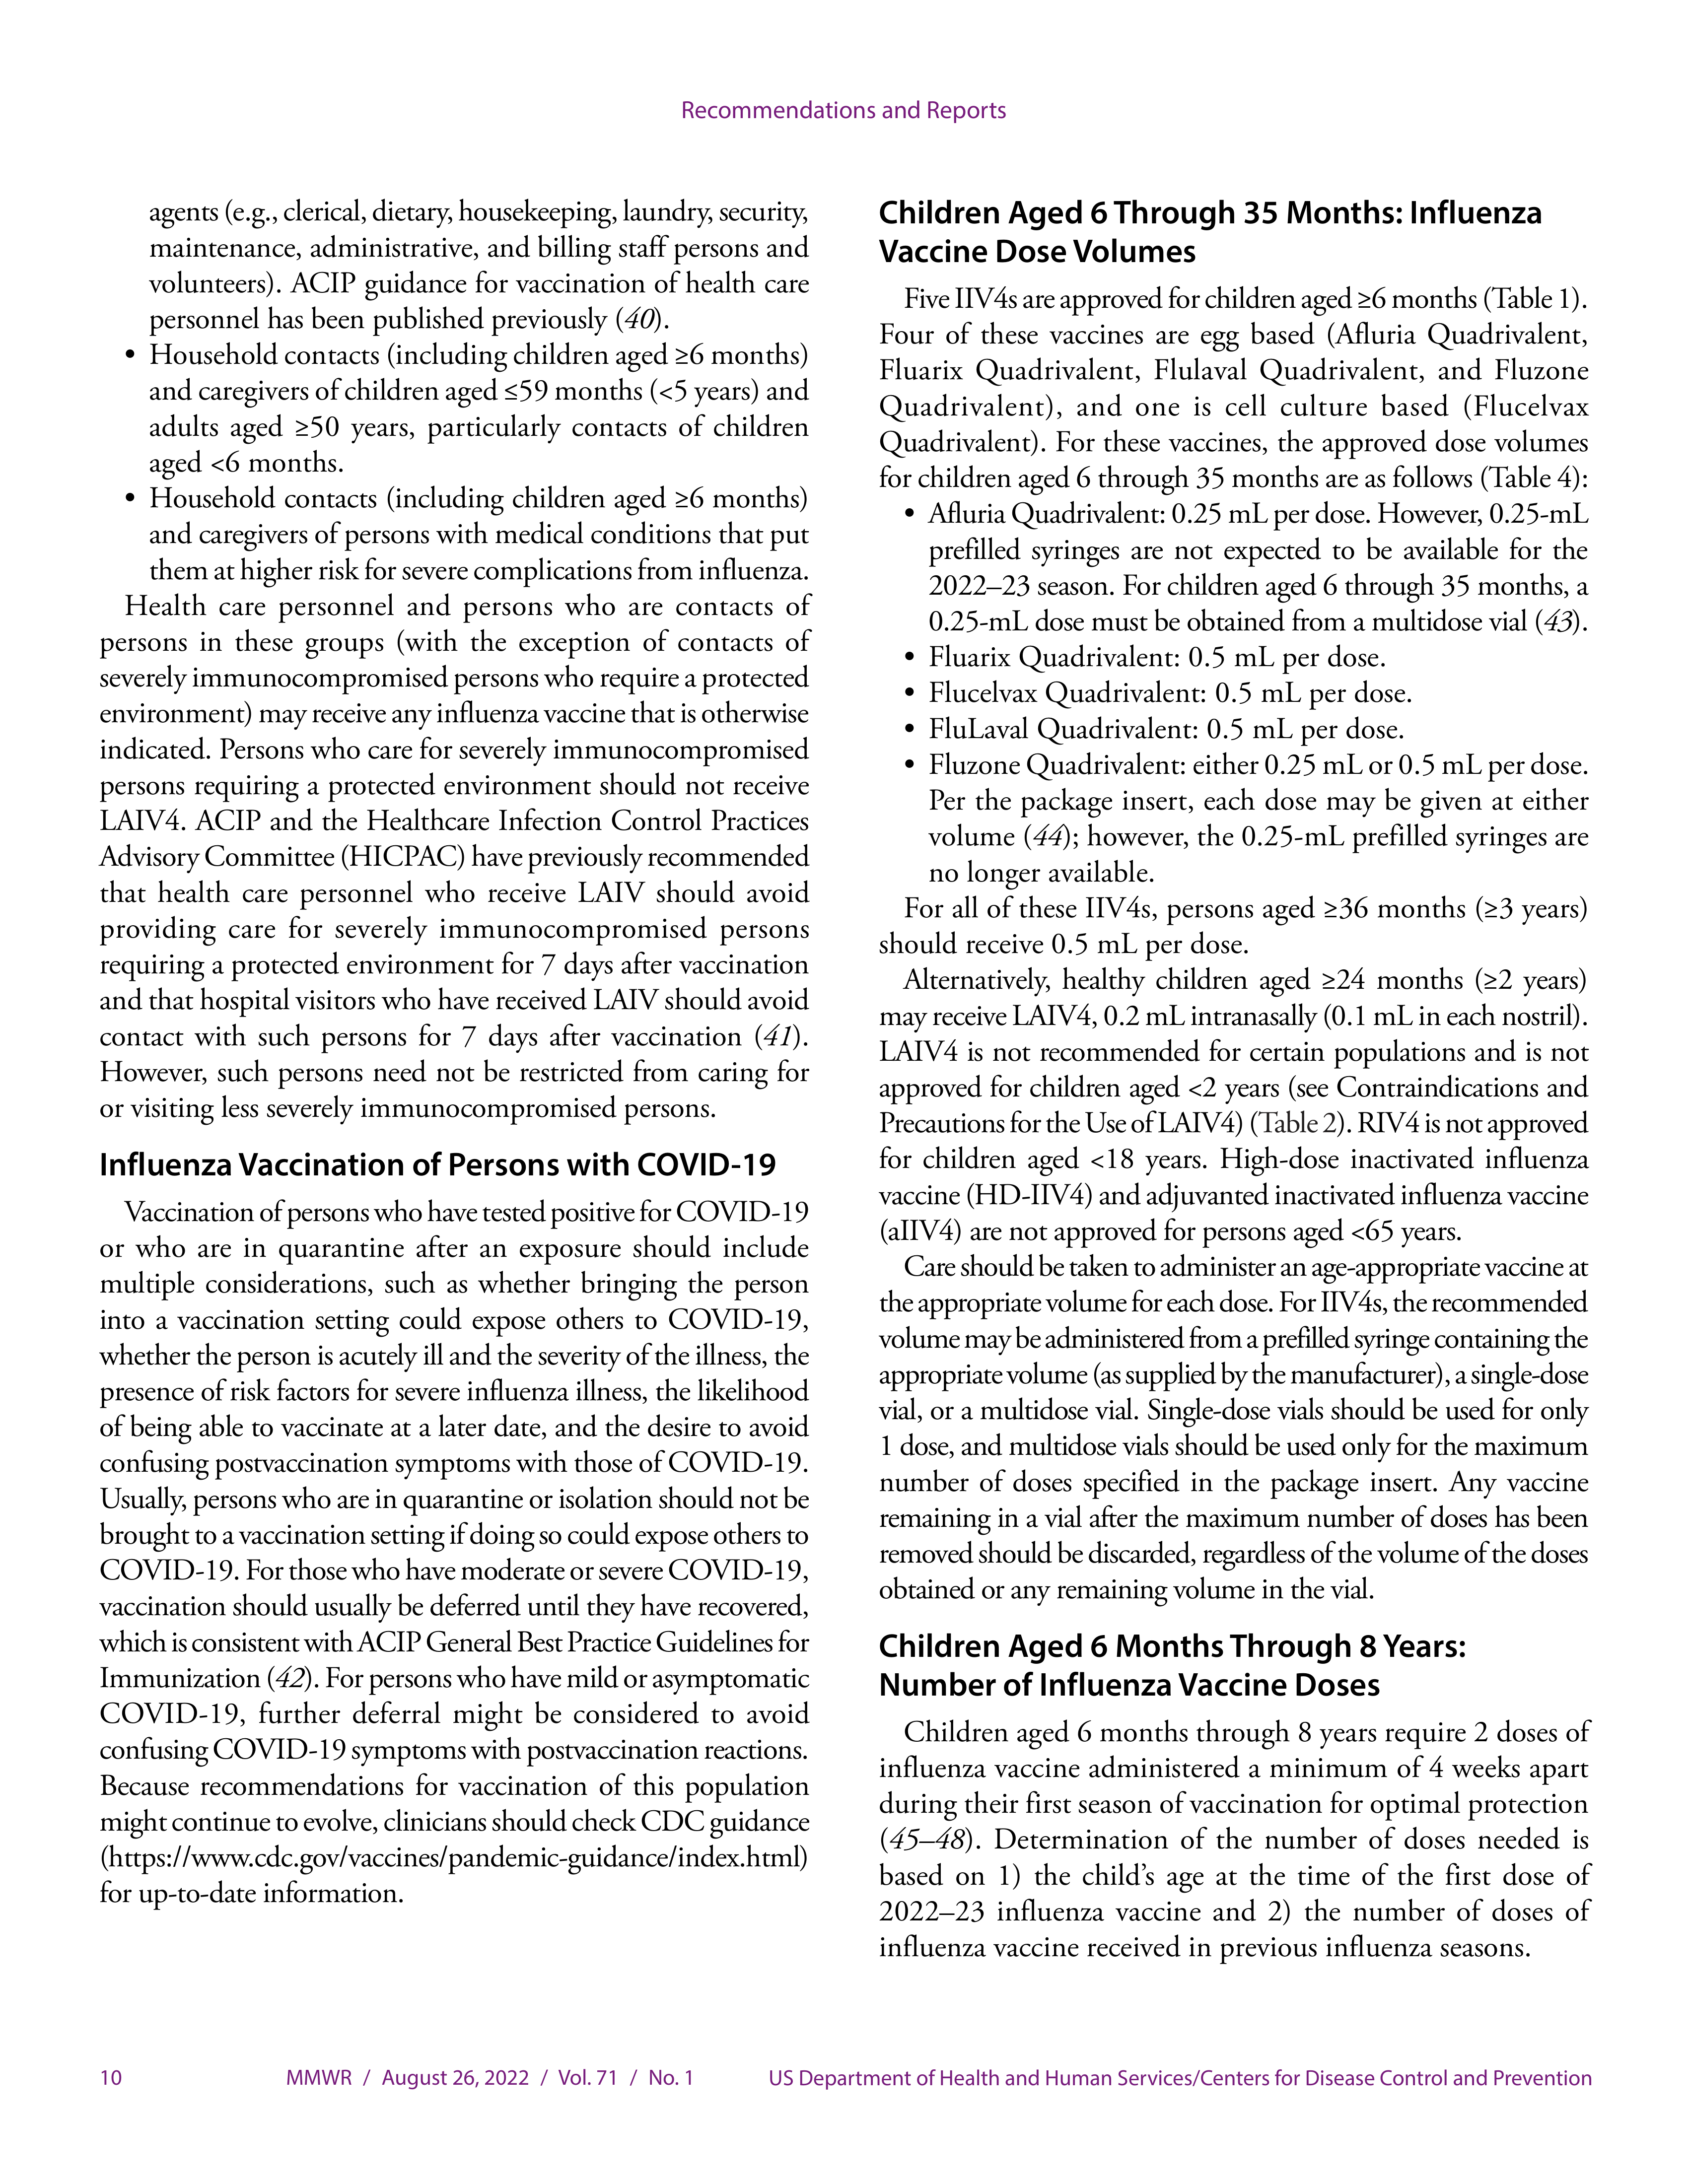 Recommendations and Reports
agents (e.g., clerical, dietary, housekeeping, laundry, security,
maintenance, administrative, and billing staff persons and
volunteers). ACIP guidance for vaccination of health care
personnel has been published previously (40).
• Household contacts (including children aged ≥6 months)
and caregivers of children aged ≤59 months (<5 years) and
adults aged ≥50 years, particularly contacts of children
aged <6 months.
• Household contacts (including children aged ≥6 months)
and caregivers of persons with medical conditions that put
them at higher risk for severe complications from influenza.
Health care personnel and persons who are contacts of
persons in these groups (with the exception of contacts of
severely immunocompromised persons who require a protected
environment) may receive any influenza vaccine that is otherwise
indicated. Persons who care for severely immunocompromised
persons requiring a protected environment should not receive
LAIV4. ACIP and the Healthcare Infection Control Practices
Advisory Committee (HICPAC) have previously recommended
that health care personnel who receive LAIV should avoid
providing care for severely immunocompromised persons
requiring a protected environment for 7 days after vaccination
and that hospital visitors who have received LAIV should avoid
contact with such persons for 7 days after vaccination (41).
However, such persons need not be restricted from caring for
or visiting less severely immunocompromised persons.
Influenza Vaccination of Persons with COVID-19
Vaccination of persons who have tested positive for COVID-19
or who are in quarantine after an exposure should include
multiple considerations, such as whether bringing the person
into a vaccination setting could expose others to COVID-19,
whether the person is acutely ill and the severity of the illness, the
presence of risk factors for severe influenza illness, the likelihood
of being able to vaccinate at a later date, and the desire to avoid
confusing postvaccination symptoms with those of COVID-19.
Usually, persons who are in quarantine or isolation should not be
brought to a vaccination setting if doing so could expose others to
COVID-19. For those who have moderate or severe COVID-19,
vaccination should usually be deferred until they have recovered,
which is consistent with ACIP General Best Practice Guidelines for
Immunization (42). For persons who have mild or asymptomatic
COVID-19, further deferral might be considered to avoid
confusing COVID-19 symptoms with postvaccination reactions.
Because recommendations for vaccination of this population
might continue to evolve, clinicians should check CDC guidance
(https://www.cdc.gov/vaccines/pandemic-guidance/index.html)
for up-to-date information.
Children Aged 6 Through 35 Months: Influenza
Vaccine Dose Volumes
Five IIV4s are approved for children aged ≥6 months (Table 1).
Four of these vaccines are egg based (Afluria Quadrivalent,
Fluarix Quadrivalent, Flulaval Quadrivalent, and Fluzone
Quadrivalent), and one is cell culture based (Flucelvax
Quadrivalent). For these vaccines, the approved dose volumes
for children aged 6 through 35 months are as follows (Table 4):
• Afluria Quadrivalent: 0.25 mL per dose. However, 0.25-mL
prefilled syringes are not expected to be available for the
2022–23 season. For children aged 6 through 35 months, a
0.25-mL dose must be obtained from a multidose vial (43).
• Fluarix Quadrivalent: 0.5 mL per dose.
• Flucelvax Quadrivalent: 0.5 mL per dose.
• FluLaval Quadrivalent: 0.5 mL per dose.
• Fluzone Quadrivalent: either 0.25 mL or 0.5 mL per dose.
Per the package insert, each dose may be given at either
volume (44); however, the 0.25-mL prefilled syringes are
no longer available.
For all of these IIV4s, persons aged ≥36 months (≥3 years)
should receive 0.5 mL per dose.
Alternatively, healthy children aged ≥24 months (≥2 years)
may receive LAIV4, 0.2 mL intranasally (0.1 mL in each nostril).
LAIV4 is not recommended for certain populations and is not
approved for children aged <2 years (see Contraindications and
Precautions for the Use of LAIV4) (Table 2). RIV4 is not approved
for children aged <18 years. High-dose inactivated influenza
vaccine (HD-IIV4) and adjuvanted inactivated influenza vaccine
(aIIV4) are not approved for persons aged <65 years.
Care should be taken to administer an age-appropriate vaccine at
the appropriate volume for each dose. For IIV4s, the recommended
volume may be administered from a prefilled syringe containing the
appropriate volume (as supplied by the manufacturer), a single-dose
vial, or a multidose vial. Single-dose vials should be used for only
1 dose, and multidose vials should be used only for the maximum
number of doses specified in the package insert. Any vaccine
remaining in a vial after the maximum number of doses has been
removed should be discarded, regardless of the volume of the doses
obtained or any remaining volume in the vial.
Children Aged 6 Months Through 8 Years:
Number of Influenza Vaccine Doses
Children aged 6 months through 8 years require 2 doses of
influenza vaccine administered a minimum of 4 weeks apart
during their first season of vaccination for optimal protection
(45–48). Determination of the number of doses needed is
based on 1) the child's age at the time of the first dose of
2022–23 influenza vaccine and 2) the number of doses of
influenza vaccine received in previous influenza seasons.
10 MMWR / August 26, 2022 / Vol. 71 / No. 1 US Department of Health and Human Services/Centers for Disease Control and Prevention